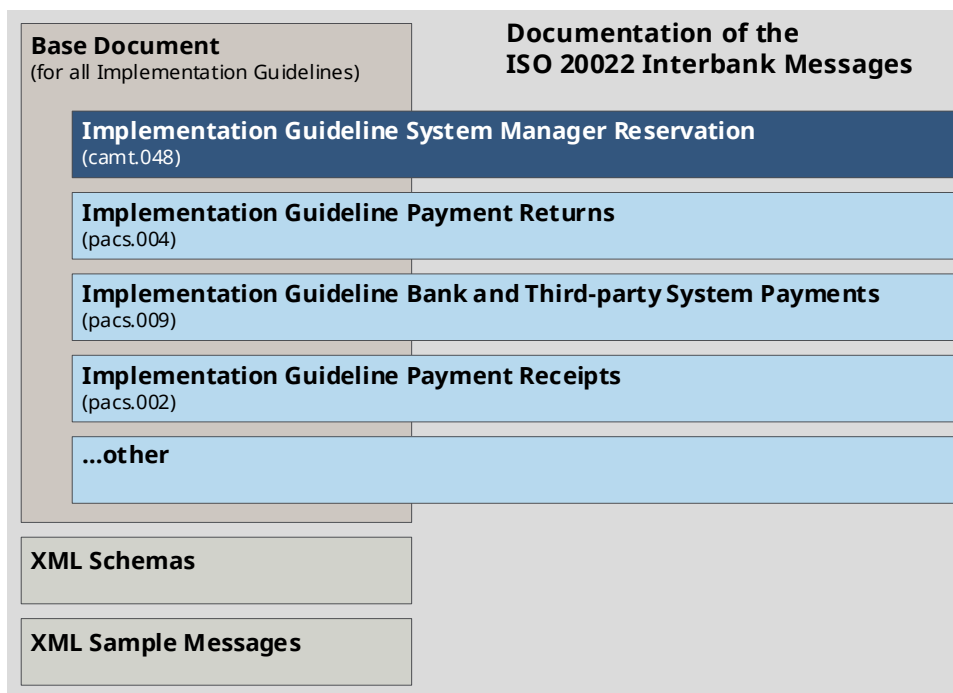 Base Document
(for all Implementation Guidelines)
Documentation of the
ISO 20022 Interbank Messages
Implementation Guideline System Manager Reservation
(camt.048)
Implementation Guideline Payment Returns
(pacs.004)
Implementation Guideline Bank and Third-party System Payments
(pacs.009)
Implementation Guideline Payment Receipts
(pacs.002)
...other
XML Schemas
XML Sample Messages